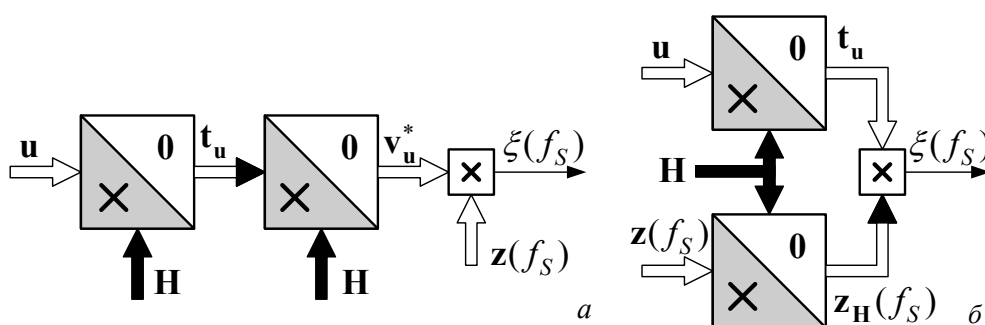 u
0
×
t_u
H
0
×
v_u^*
H
×
ξ(f_S)
z(f_S)
а
u
0
×
t_u
H
×
ξ(f_S)
z(f_S)
0
×
z_H(f_S)
б